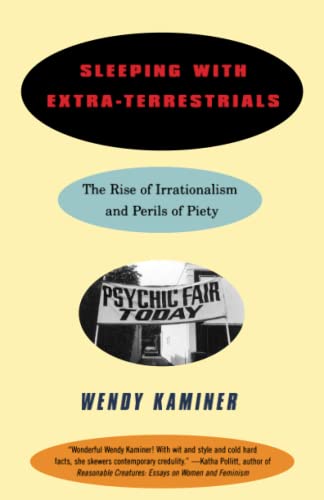 SLEEPING WITH
EXTRA-TERRESTRIALS
The Rise of Irrationalism
and Perils of Piety
PSYCHIC FAIR
TODAY
WENDY KAMINER
"Wonderful Wendy Kaminer! With wit and style and cold hard
facts, she skewers contemporary credulity." —Katha Pollitt, author of
Reasonable Creatures: Essays on Women and Feminism